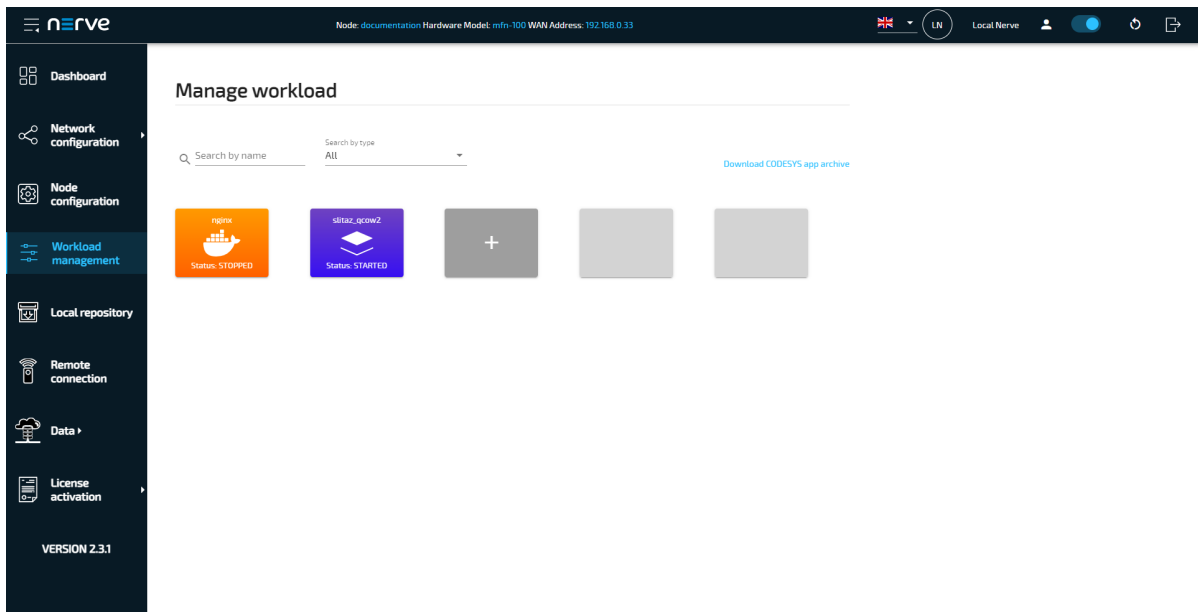 nerve
Node: documentation Hardware Model: mfn-100 WAN Address: 192.168.0.33
LN
Local Nerve
Dashboard
Network
configuration
Node
configuration
Workload
management
Local repository
Remote
connection
Data
License
activation
VERSION 2.3.1
Manage workload
Search by name
Search by type
All
Download CODESYS app archive
nginx
Status: STOPPED
slitaz_qcow2
Status: STARTED
+